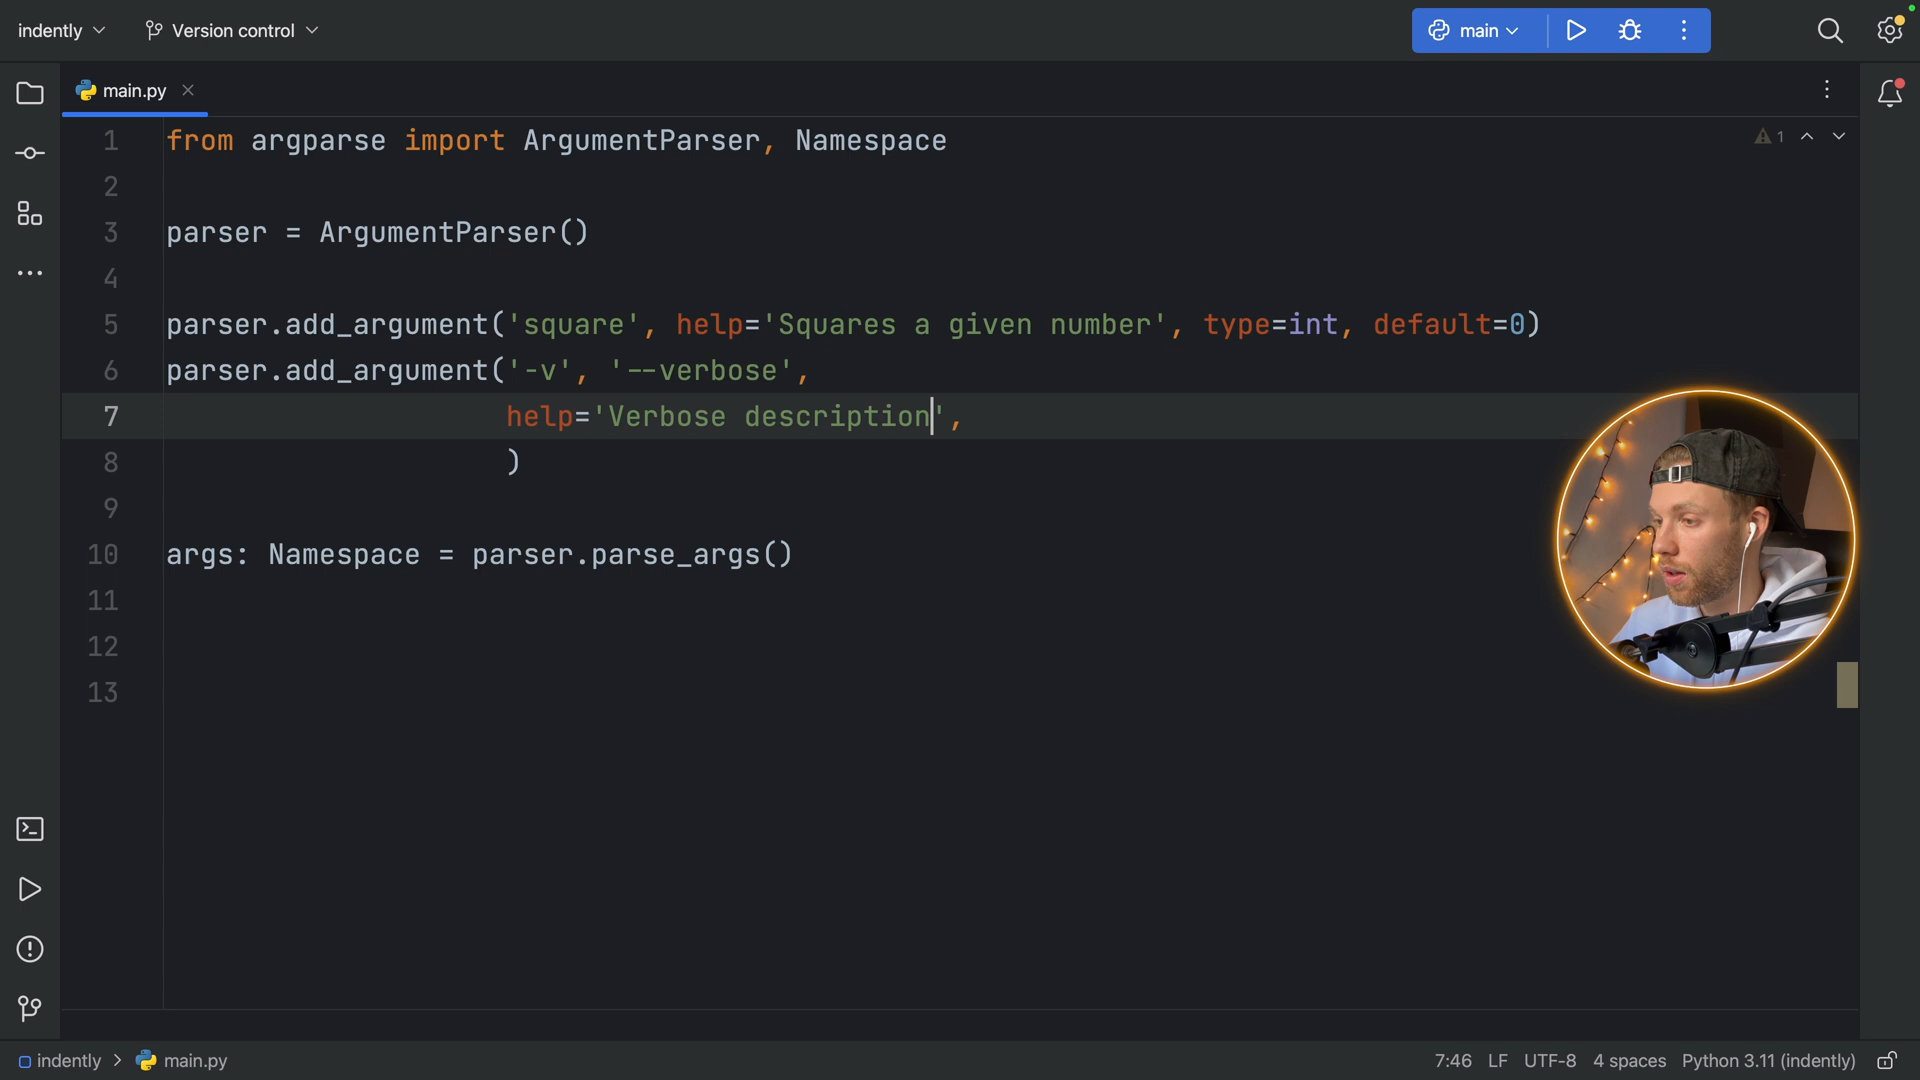 indently
Version control
main
main.py
1
1 from argparse import ArgumentParser, Namespace
2
3 parser = ArgumentParser()
4
5 parser.add_argument('square', help='Squares a given number', type=int, default=0)
6 parser.add_argument('-v', '--verbose',
7 help='Verbose description',
8 )
9
10 args: Namespace = parser.parse_args()
11
12
13
indently > main.py
7:46 LF UTF-8 4 spaces Python 3.11 (indently)